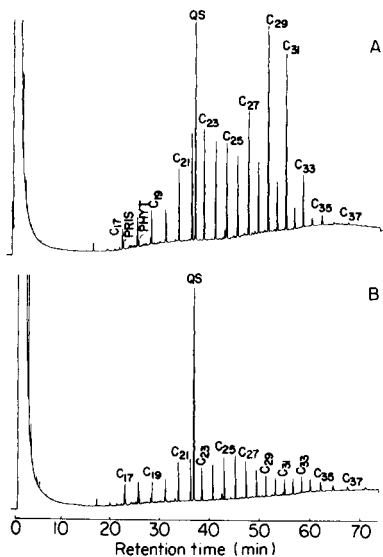 QS
C29
C31
A
C27
C23
C25
C21
C33
C19
C17
PRIS
PHYT
C35
C37
QS
B
C21
C23
C25
C27
C17
C19
C29
C31
C33
C35
C37
0 10 20 30 40 50 60 70
Retention time (min)